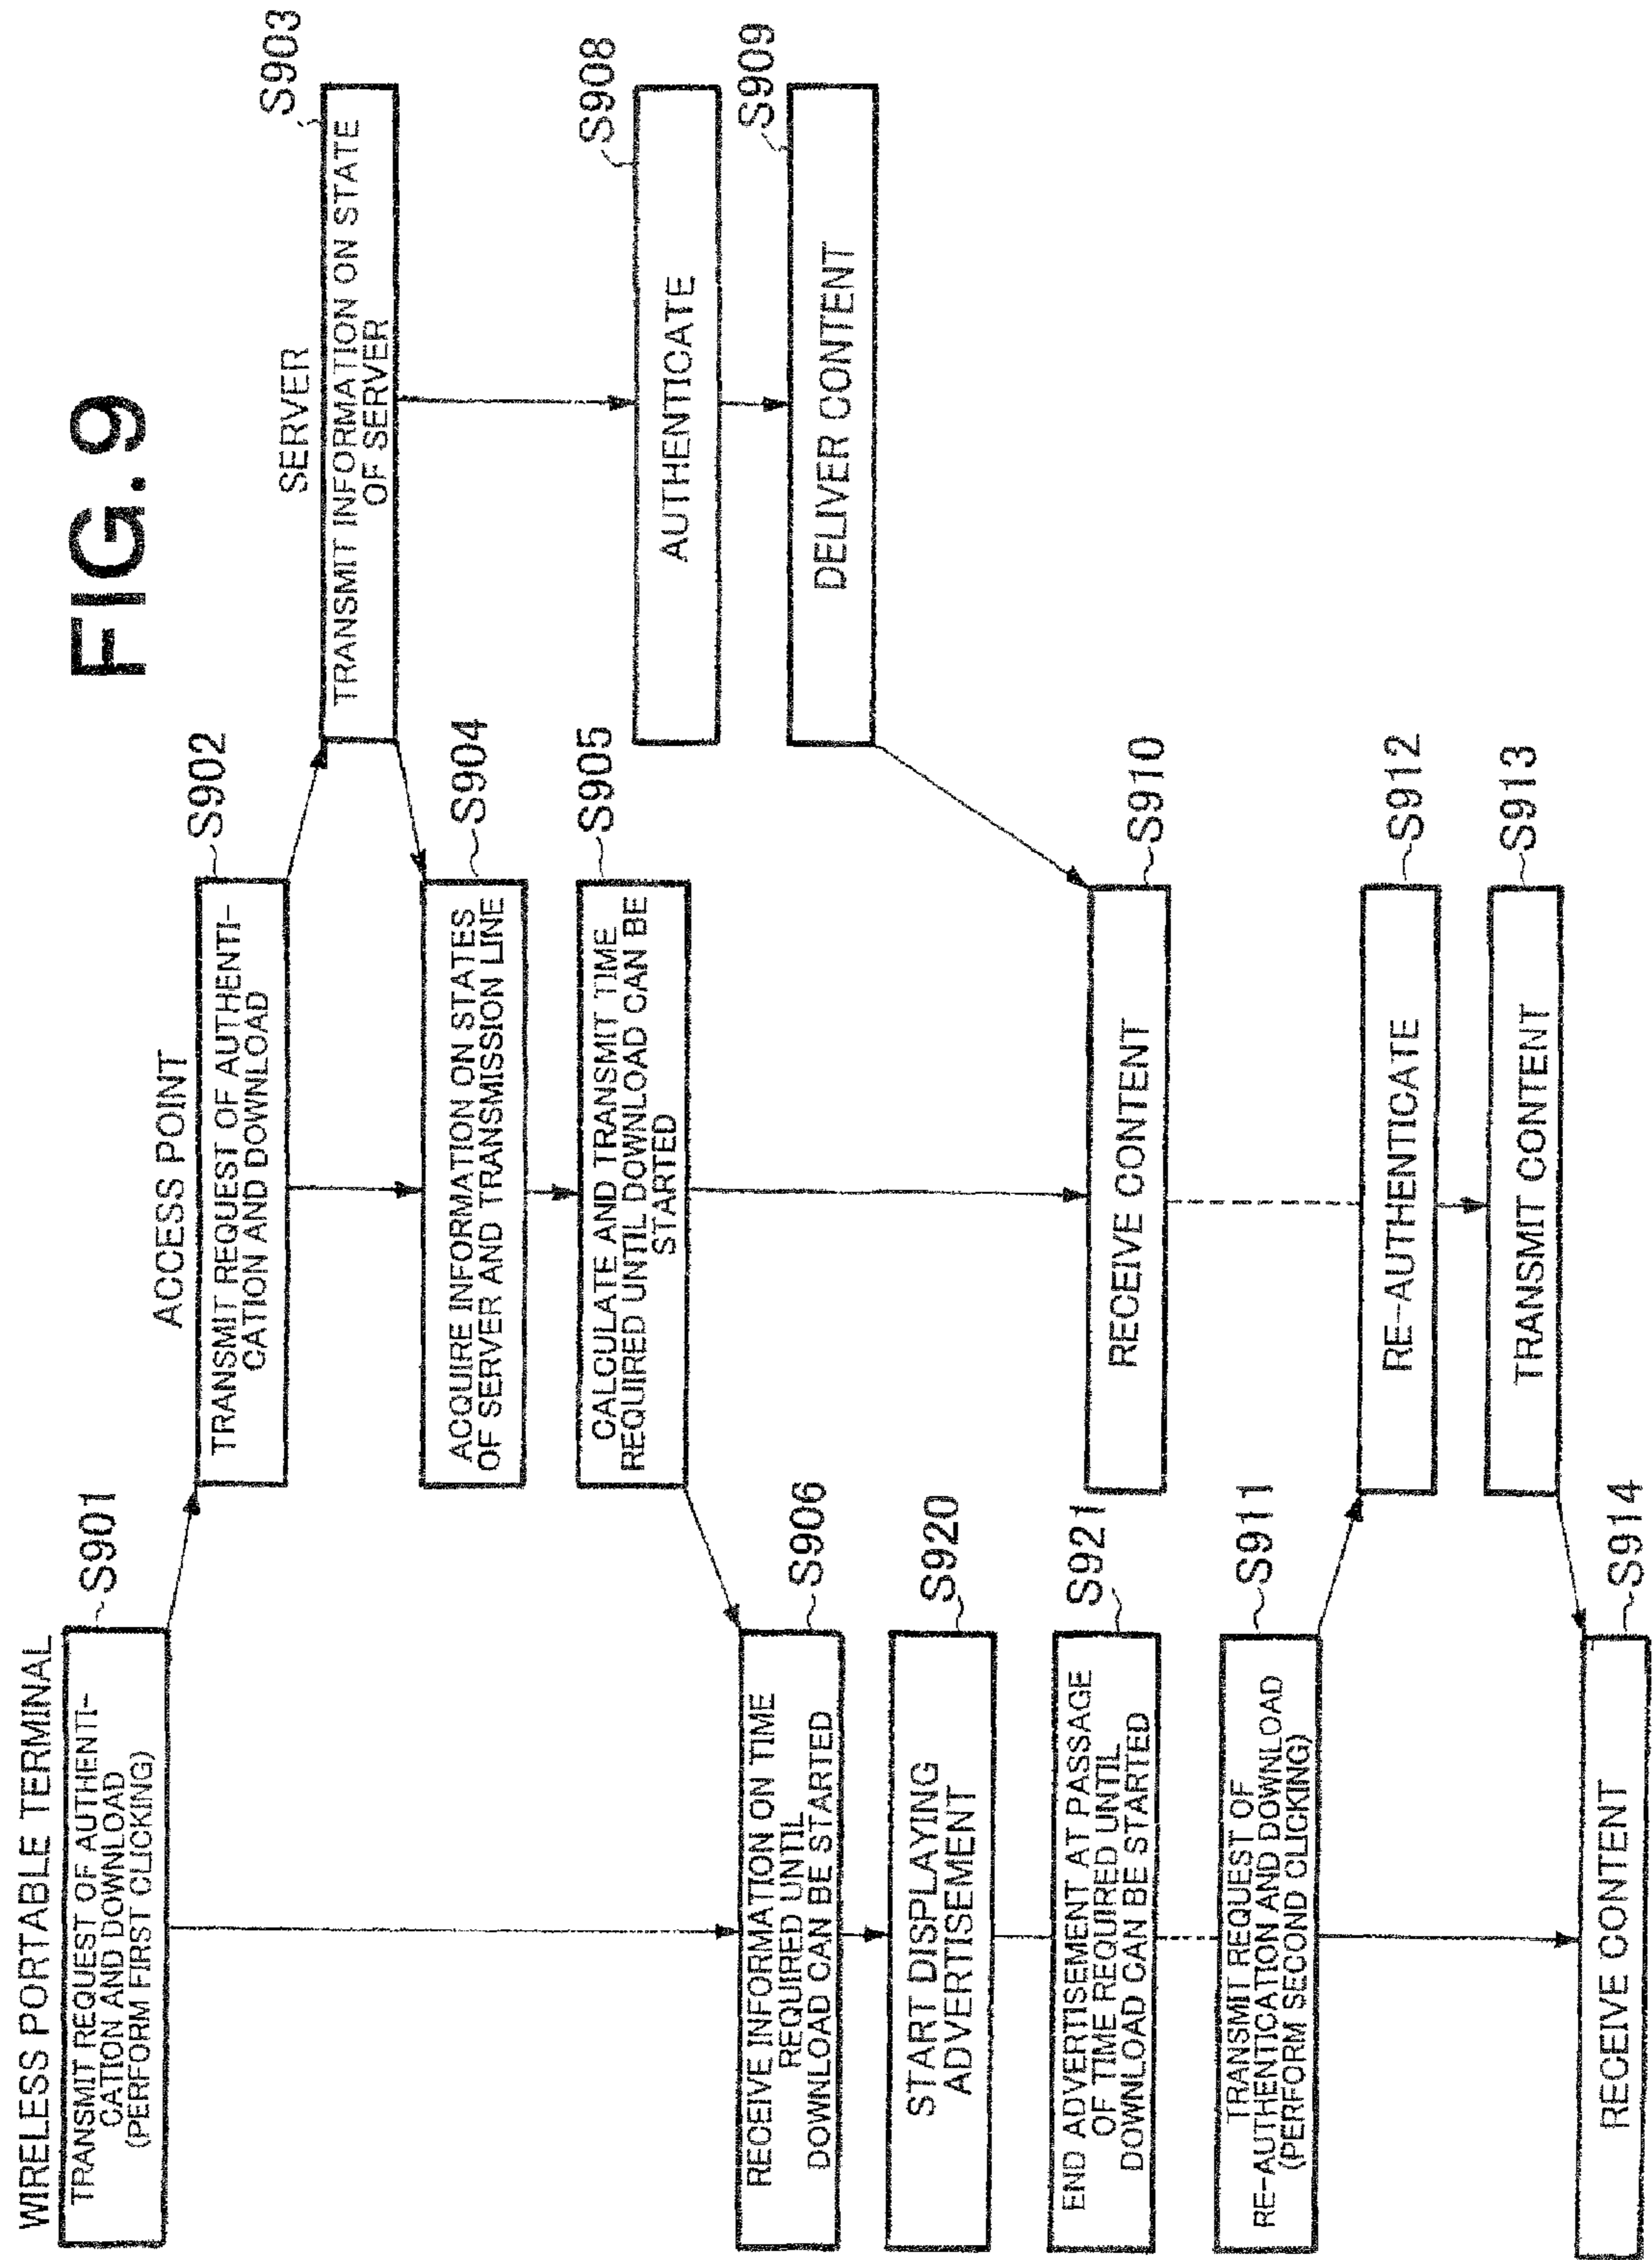 FIG. 9
WIRELESS PORTABLE TERMINAL
ACCESS POINT
SERVER
S901
TRANSMIT REQUEST OF AUTHENTI-
CATION AND DOWNLOAD
(PERFORM FIRST CLICKING)
S902
TRANSMIT REQUEST OF AUTHENTI-
CATION AND DOWNLOAD
S903
TRANSMIT INFORMATION ON STATE
OF SERVER
S904
ACQUIRE INFORMATION ON STATES
OF SERVER AND TRANSMISSION LINE
S905
CALCULATE AND TRANSMIT TIME
REQUIRED UNTIL DOWNLOAD CAN BE
STARTED
S906
RECEIVE INFORMATION ON TIME
REQUIRED UNTIL
DOWNLOAD CAN BE STARTED
S908
AUTHENTICATE
S909
DELIVER CONTENT
S920
START DISPLAYING
ADVERTISEMENT
S921
END ADVERTISEMENT AT PASSAGE
OF TIME REQUIRED UNTIL
DOWNLOAD CAN BE STARTED
S910
RECEIVE CONTENT
S911
TRANSMIT REQUEST OF
RE-AUTHENTICATION AND DOWNLOAD
(PERFORM SECOND CLICKING)
S912
RE-AUTHENTICATE
S913
TRANSMIT CONTENT
S914
RECEIVE CONTENT